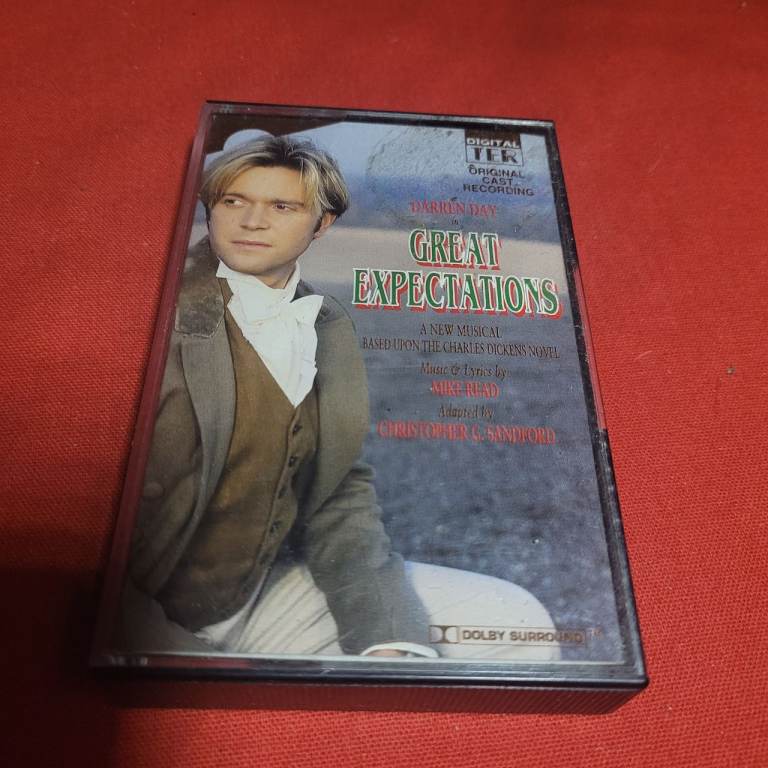 DIGITAL
TER
ORIGINAL
CAST
RECORDING
DARREN DAY
in
GREAT
EXPECTATIONS
A NEW MUSICAL
BASED UPON THE CHARLES DICKENS NOVEL
Music & Lyrics by
MIKE READ
Adapted by
CHRISTOPHER G. SANDFORD
DOLBY SURROUND TM